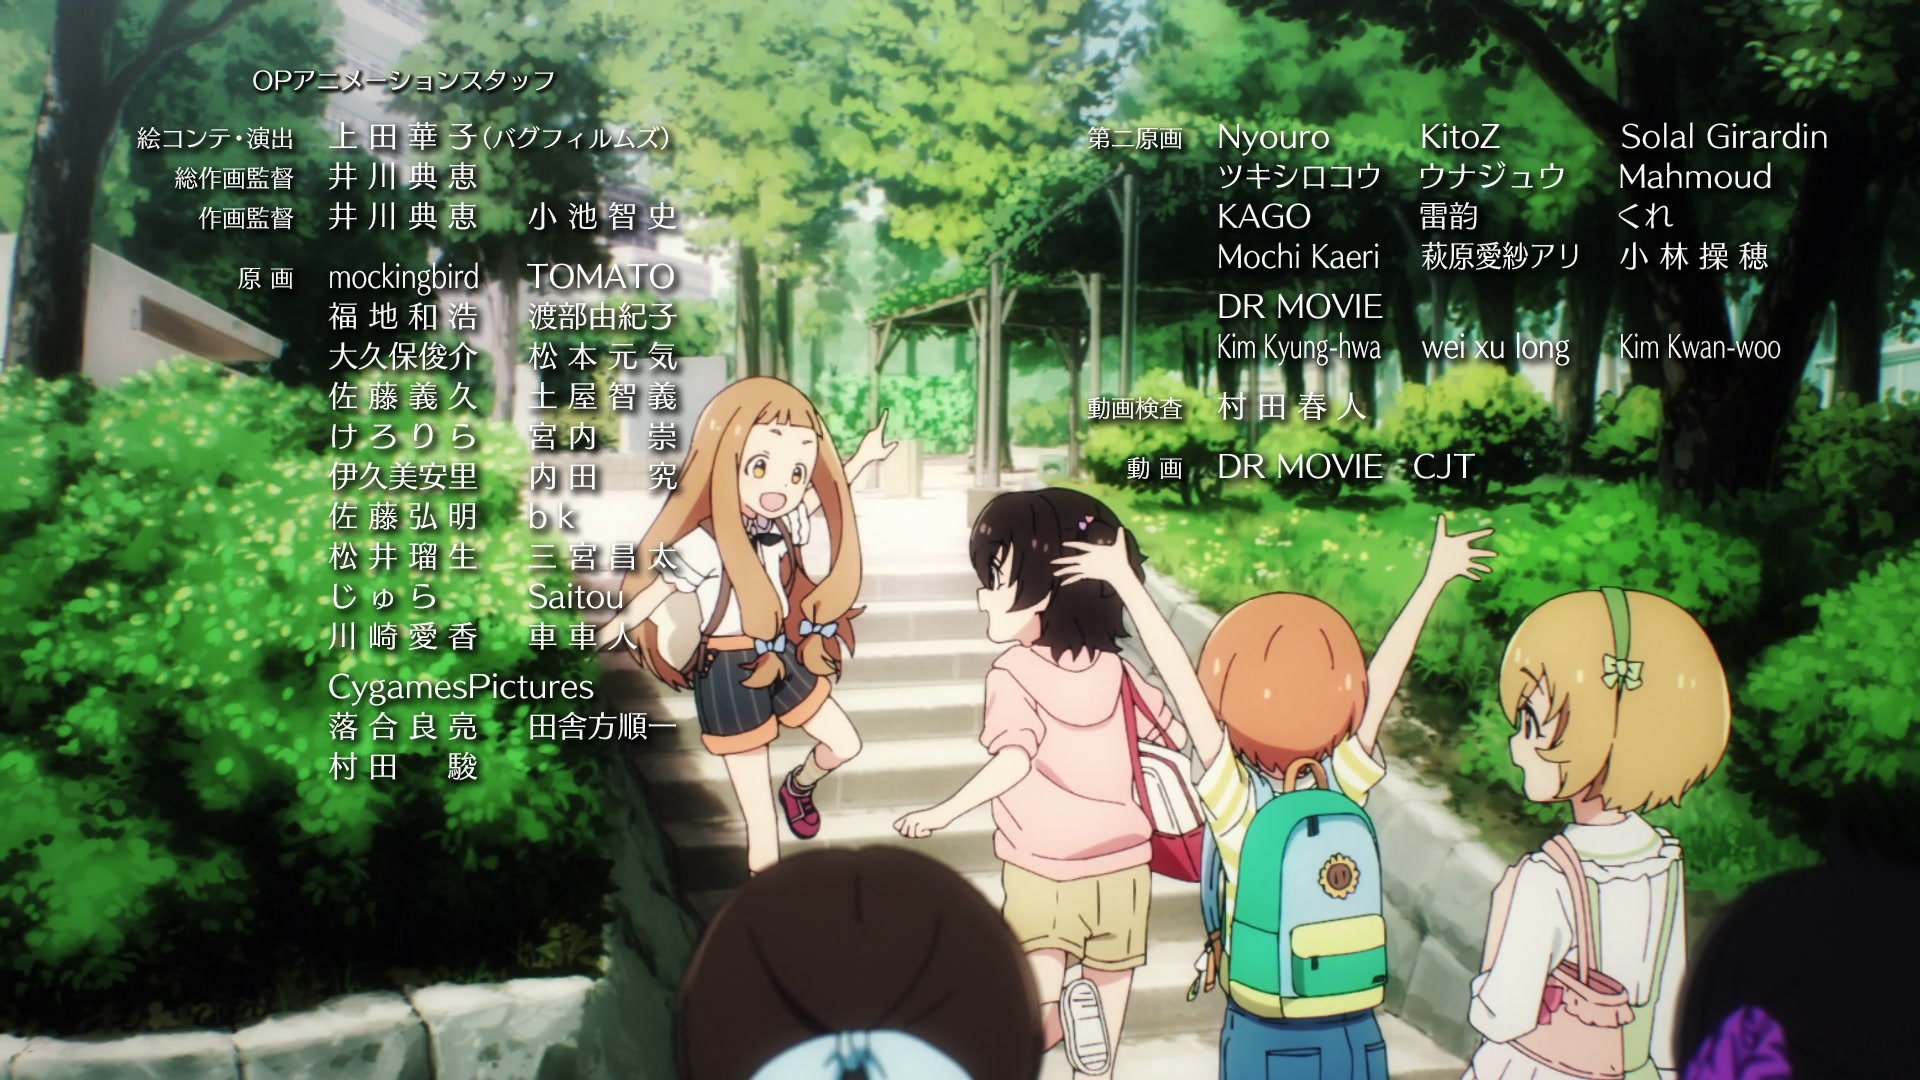 OPアニメーションスタッフ
絵コンテ・演出 上田華子(バグフィルムズ)
総作画監督 井川典恵
作画監督 井川典恵 小池智史
原画 mockingbird TOMATO
福地和浩 渡部由紀子
大久保俊介 松本元気
佐藤義久 土屋智義
けろりら 宮内崇
伊久美安里 内田究
佐藤弘明 bk
松井瑠生 三宮昌太
じゅら Saitou
川崎愛香 車車人
CygamesPictures
落合良亮 田舎方順一
村田駿
第二原画 Nyouro KitoZ Solal Girardin
ツキシロコウ ウナジュウ Mahmoud
KAGO 雷韵 くれ
Mochi Kaeri 萩原愛紗アリ 小林操穂
DR MOVIE
Kim Kyung-hwa wei xu long Kim Kwan-woo
動画検査 村田春人
動画 DR MOVIE CJT